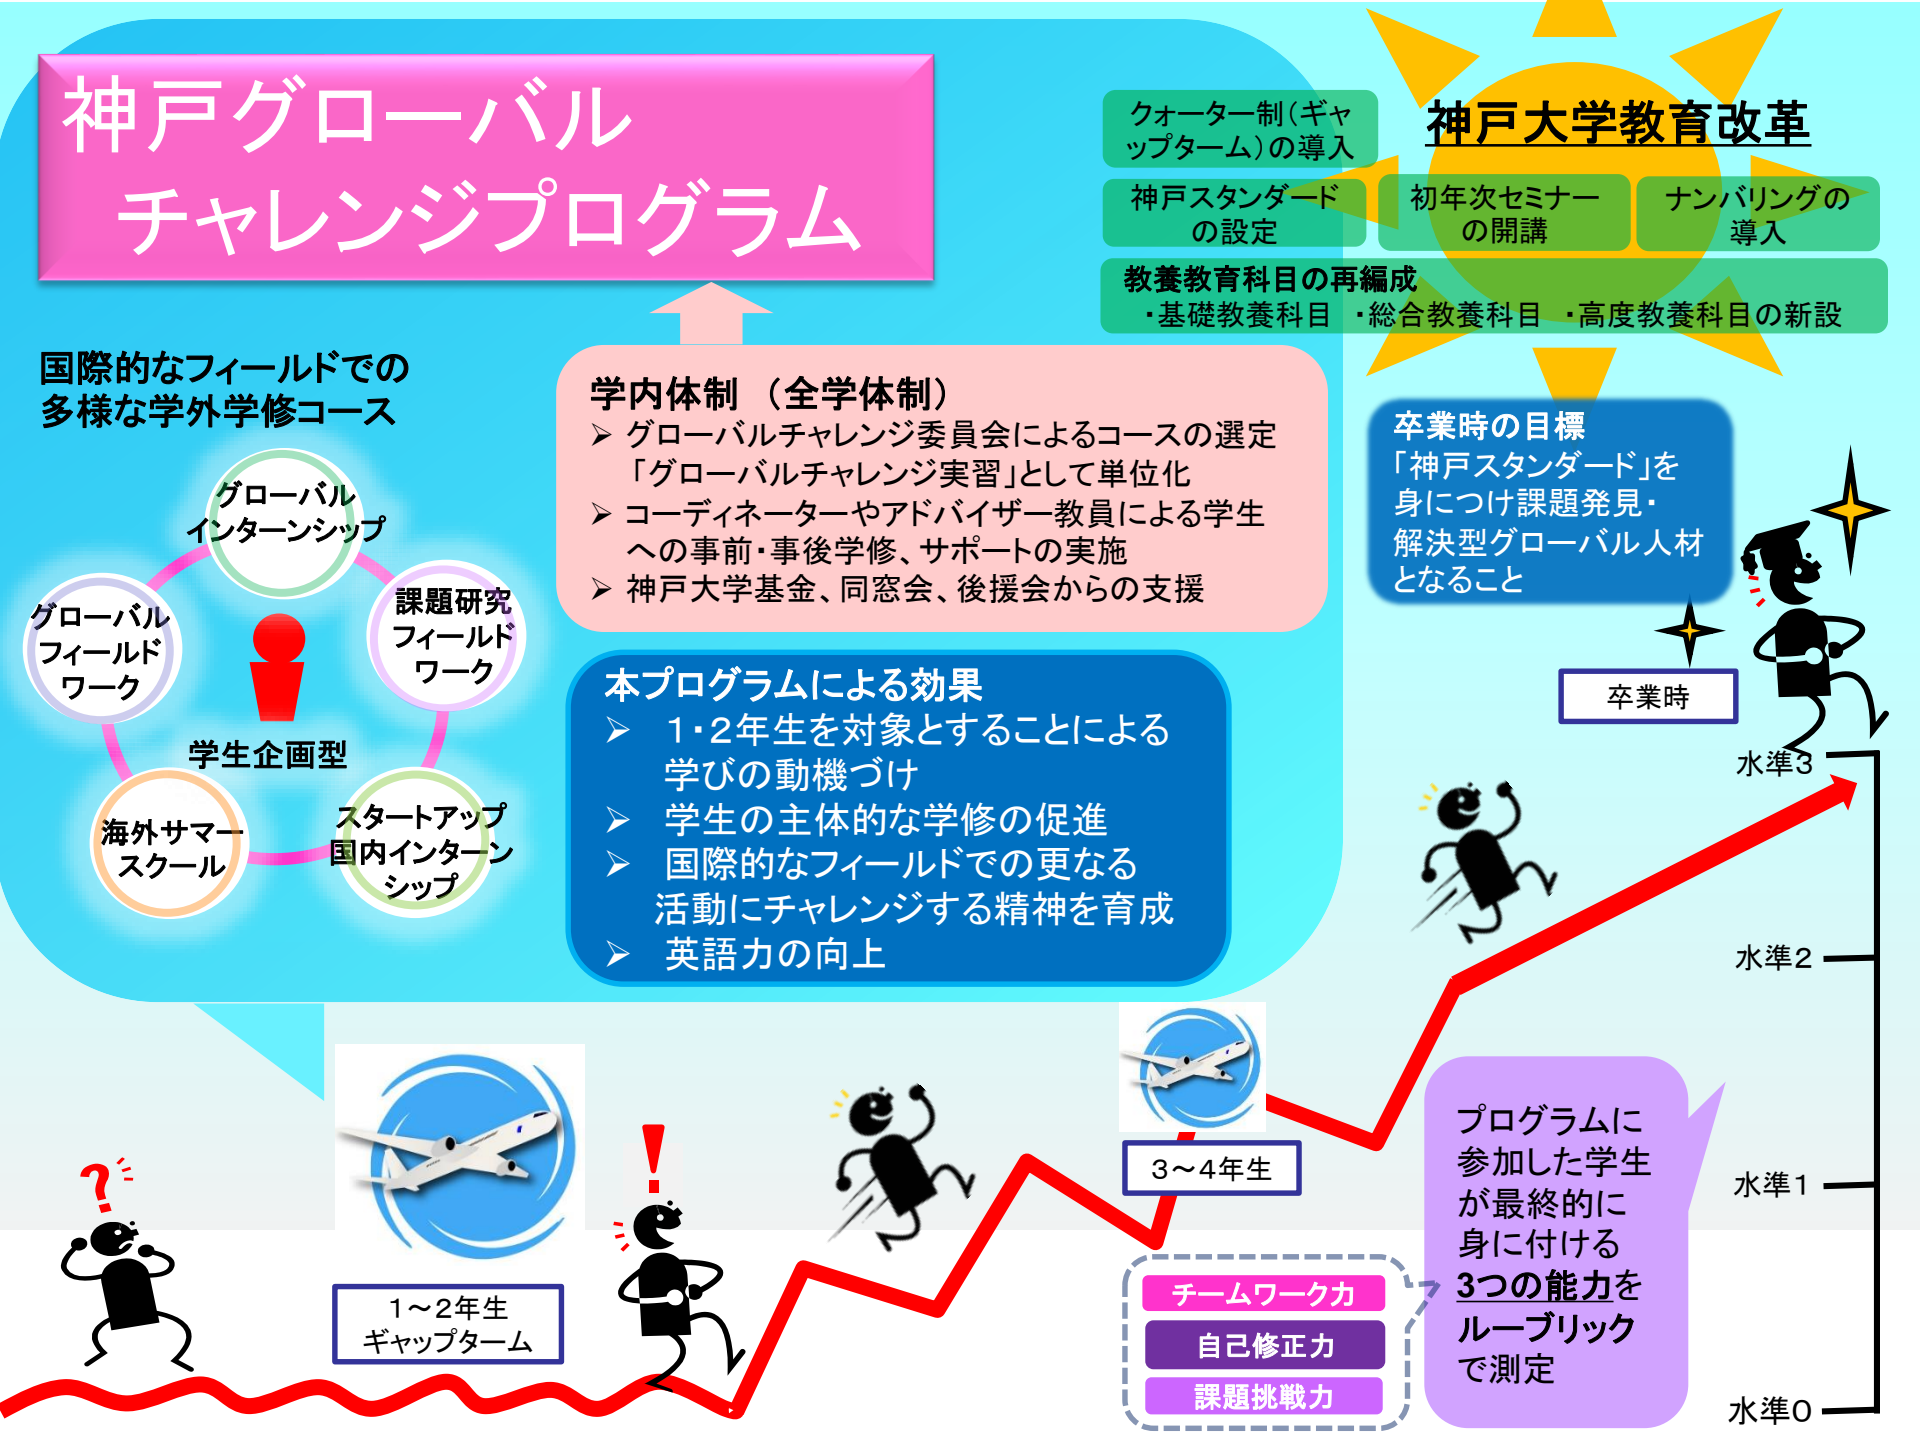 神戸グローバル
チャレンジプログラム
クォーター制(ギャ
ップターム)の導入
神戸大学教育改革
神戸スタンダード
の設定
初年次セミナー
の開講
ナンバリングの
導入
教養教育科目の再編成
・基礎教養科目 ・総合教養科目 ・高度教養科目の新設
国際的なフィールドでの
多様な学外学修コース
グローバル
インターンシップ
グローバル
フィールド
ワーク
課題研究
フィールド
ワーク
学生企画型
海外サマー
スクール
スタートアップ
国内インターン
シップ
学内体制 (全学体制)
➢ グローバルチャレンジ委員会によるコースの選定
「グローバルチャレンジ実習」として単位化
➢ コーディネーターやアドバイザー教員による学生
への事前・事後学修、サポートの実施
➢ 神戸大学基金、同窓会、後援会からの支援
本プログラムによる効果
➢ 1・2年生を対象とすることによる
学びの動機づけ
➢ 学生の主体的な学修の促進
➢ 国際的なフィールドでの更なる
活動にチャレンジする精神を育成
➢ 英語力の向上
卒業時の目標
「神戸スタンダード」を
身につけ課題発見・
解決型グローバル人材
となること
卒業時
水準3
水準2
水準1
水準0
?
!
1~2年生
ギャップターム
3~4年生
チームワーク力
自己修正力
課題挑戦力
プログラムに
参加した学生
が最終的に
身に付ける
3つの能力を
ルーブリック
で測定